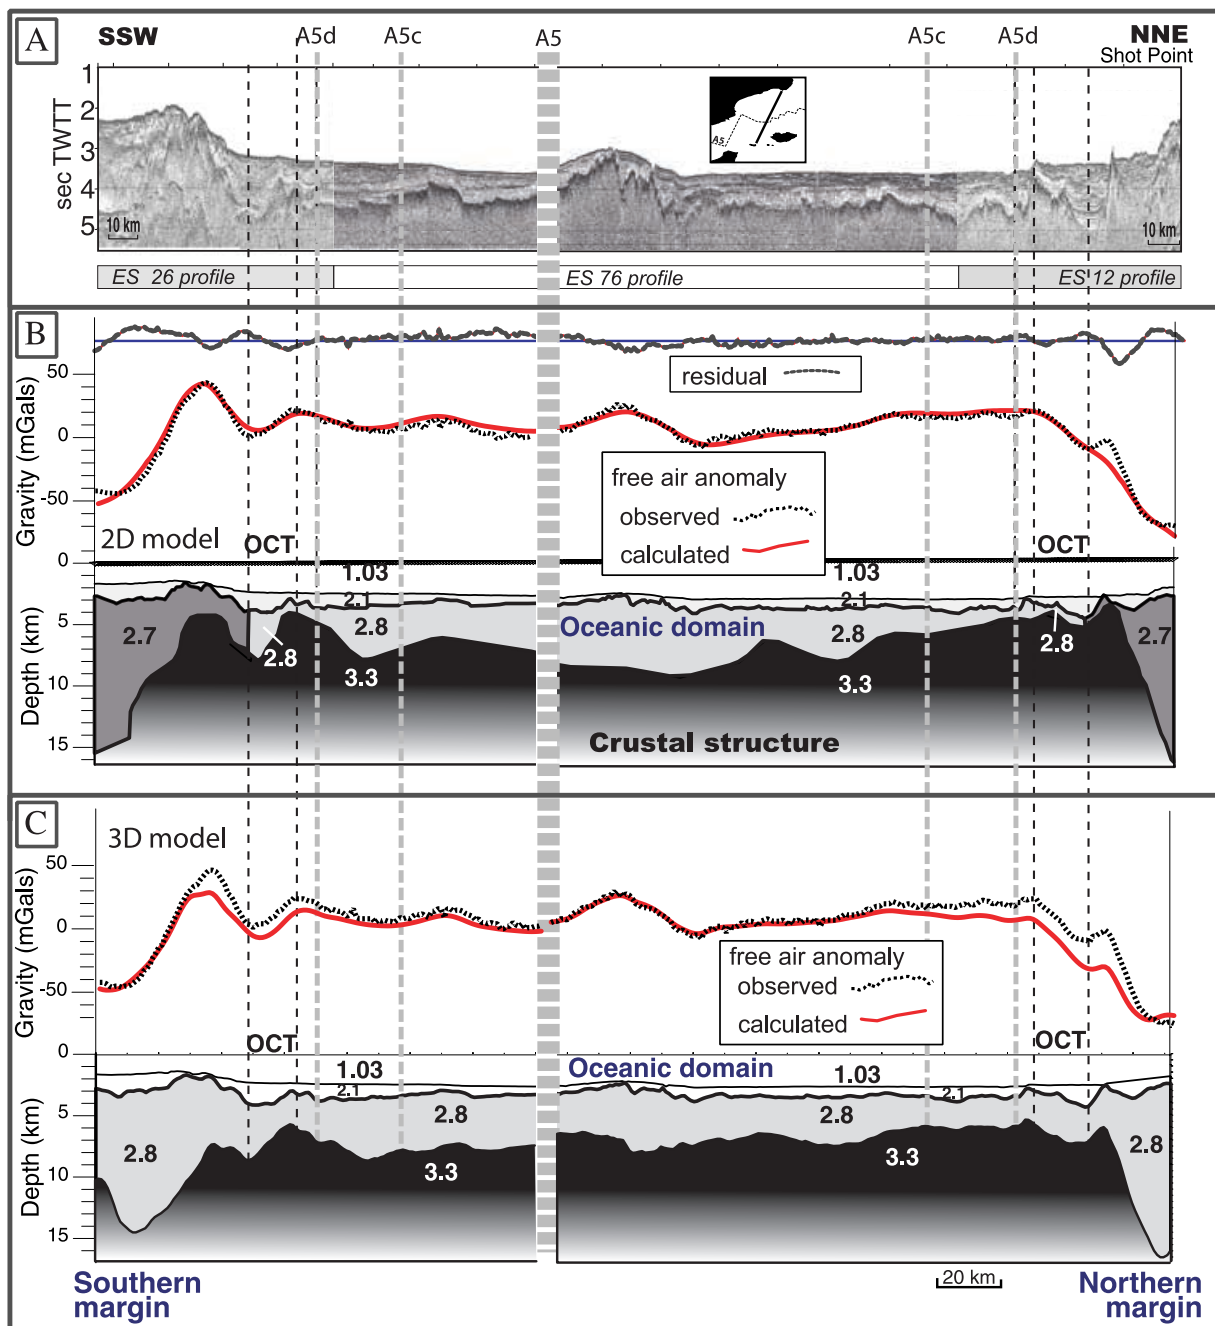 A
SSW
A5d
A5c
A5
A5c
A5d
NNE
Shot Point
1
2
3
4
5
sec TWTT
10 km
A5
10 km
ES 26 profile
ES 76 profile
ES 12 profile
B
50
0
-50
Gravity (mGals)
residual
free air anomaly
observed
calculated
2D model
OCT
OCT
0
5
10
15
Depth (km)
1.03
1.03
2.1
2.1
2.7
2.8
2.8
Oceanic domain
2.8
2.8
2.7
3.3
3.3
Crustal structure
C
3D model
50
0
-50
Gravity (mGals)
free air anomaly
observed
calculated
OCT
OCT
0
5
10
15
Depth (km)
Oceanic domain
1.03
1.03
2.1
2.1
2.8
2.8
2.8
2.8
3.3
3.3
Southern
margin
20 km
Northern
margin